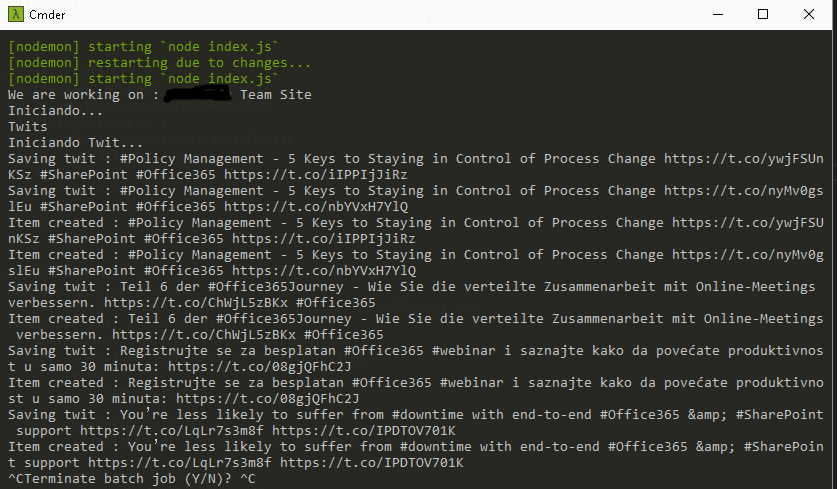 λ Cmder
[nodemon] starting `node index.js`
[nodemon] restarting due to changes...
[nodemon] starting `node index.js`
We are working on : Team Site
Iniciando...
Twits
Iniciando Twit...
Saving twit : #Policy Management - 5 Keys to Staying in Control of Process Change https://t.co/ywjFSUn
KSz #SharePoint #Office365 https://t.co/iIPPIjJiRz
Saving twit : #Policy Management - 5 Keys to Staying in Control of Process Change https://t.co/nyMv0gs
lEu #SharePoint #Office365 https://t.co/nbYVxH7YlQ
Item created : #Policy Management - 5 Keys to Staying in Control of Process Change https://t.co/ywjFSU
nKSz #SharePoint #Office365 https://t.co/iIPPIjJiRz
Item created : #Policy Management - 5 Keys to Staying in Control of Process Change https://t.co/nyMv0g
slEu #SharePoint #Office365 https://t.co/nbYVxH7YlQ
Saving twit : Teil 6 der #Office365Journey - Wie Sie die verteilte Zusammenarbeit mit Online-Meetings
verbessern. https://t.co/ChWjL5zBKx #Office365
Item created : Teil 6 der #Office365Journey - Wie Sie die verteilte Zusammenarbeit mit Online-Meetings
verbessern. https://t.co/ChWjL5zBKx #Office365
Saving twit : Registrujte se za besplatan #Office365 #webinar i saznajte kako da povećate produktivnos
t u samo 30 minuta: https://t.co/08gjQFhC2J
Item created : Registrujte se za besplatan #Office365 #webinar i saznajte kako da povećate produktivno
st u samo 30 minuta: https://t.co/08gjQFhC2J
Saving twit : You’re less likely to suffer from #downtime with end-to-end #Office365 &amp; #SharePoint
support https://t.co/LqLr7s3m8f https://t.co/IPDTOV701K
Item created : You’re less likely to suffer from #downtime with end-to-end #Office365 &amp; #SharePoin
t support https://t.co/LqLr7s3m8f https://t.co/IPDTOV701K
^CTerminate batch job (Y/N)? ^C